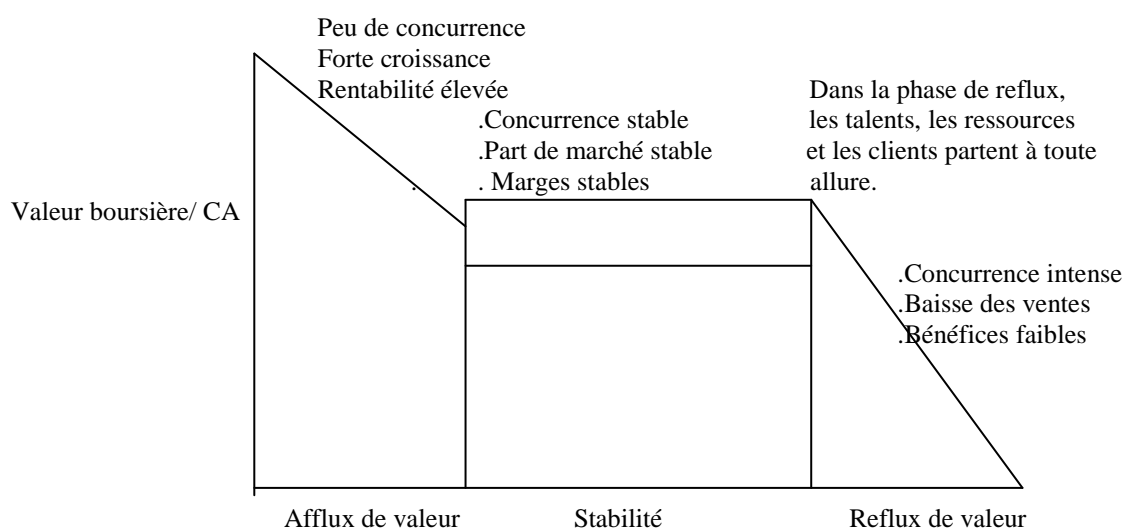 Peu de concurrence
Forte croissance
Rentabilité élevée
.Concurrence stable
.Part de marché stable
. Marges stables
Dans la phase de reflux,
les talents, les ressources
et les clients partent à toute
allure.
.
Valeur boursière/ CA
.Concurrence intense
.Baisse des ventes
.Bénéfices faibles
Afflux de valeur
Stabilité
Reflux de valeur